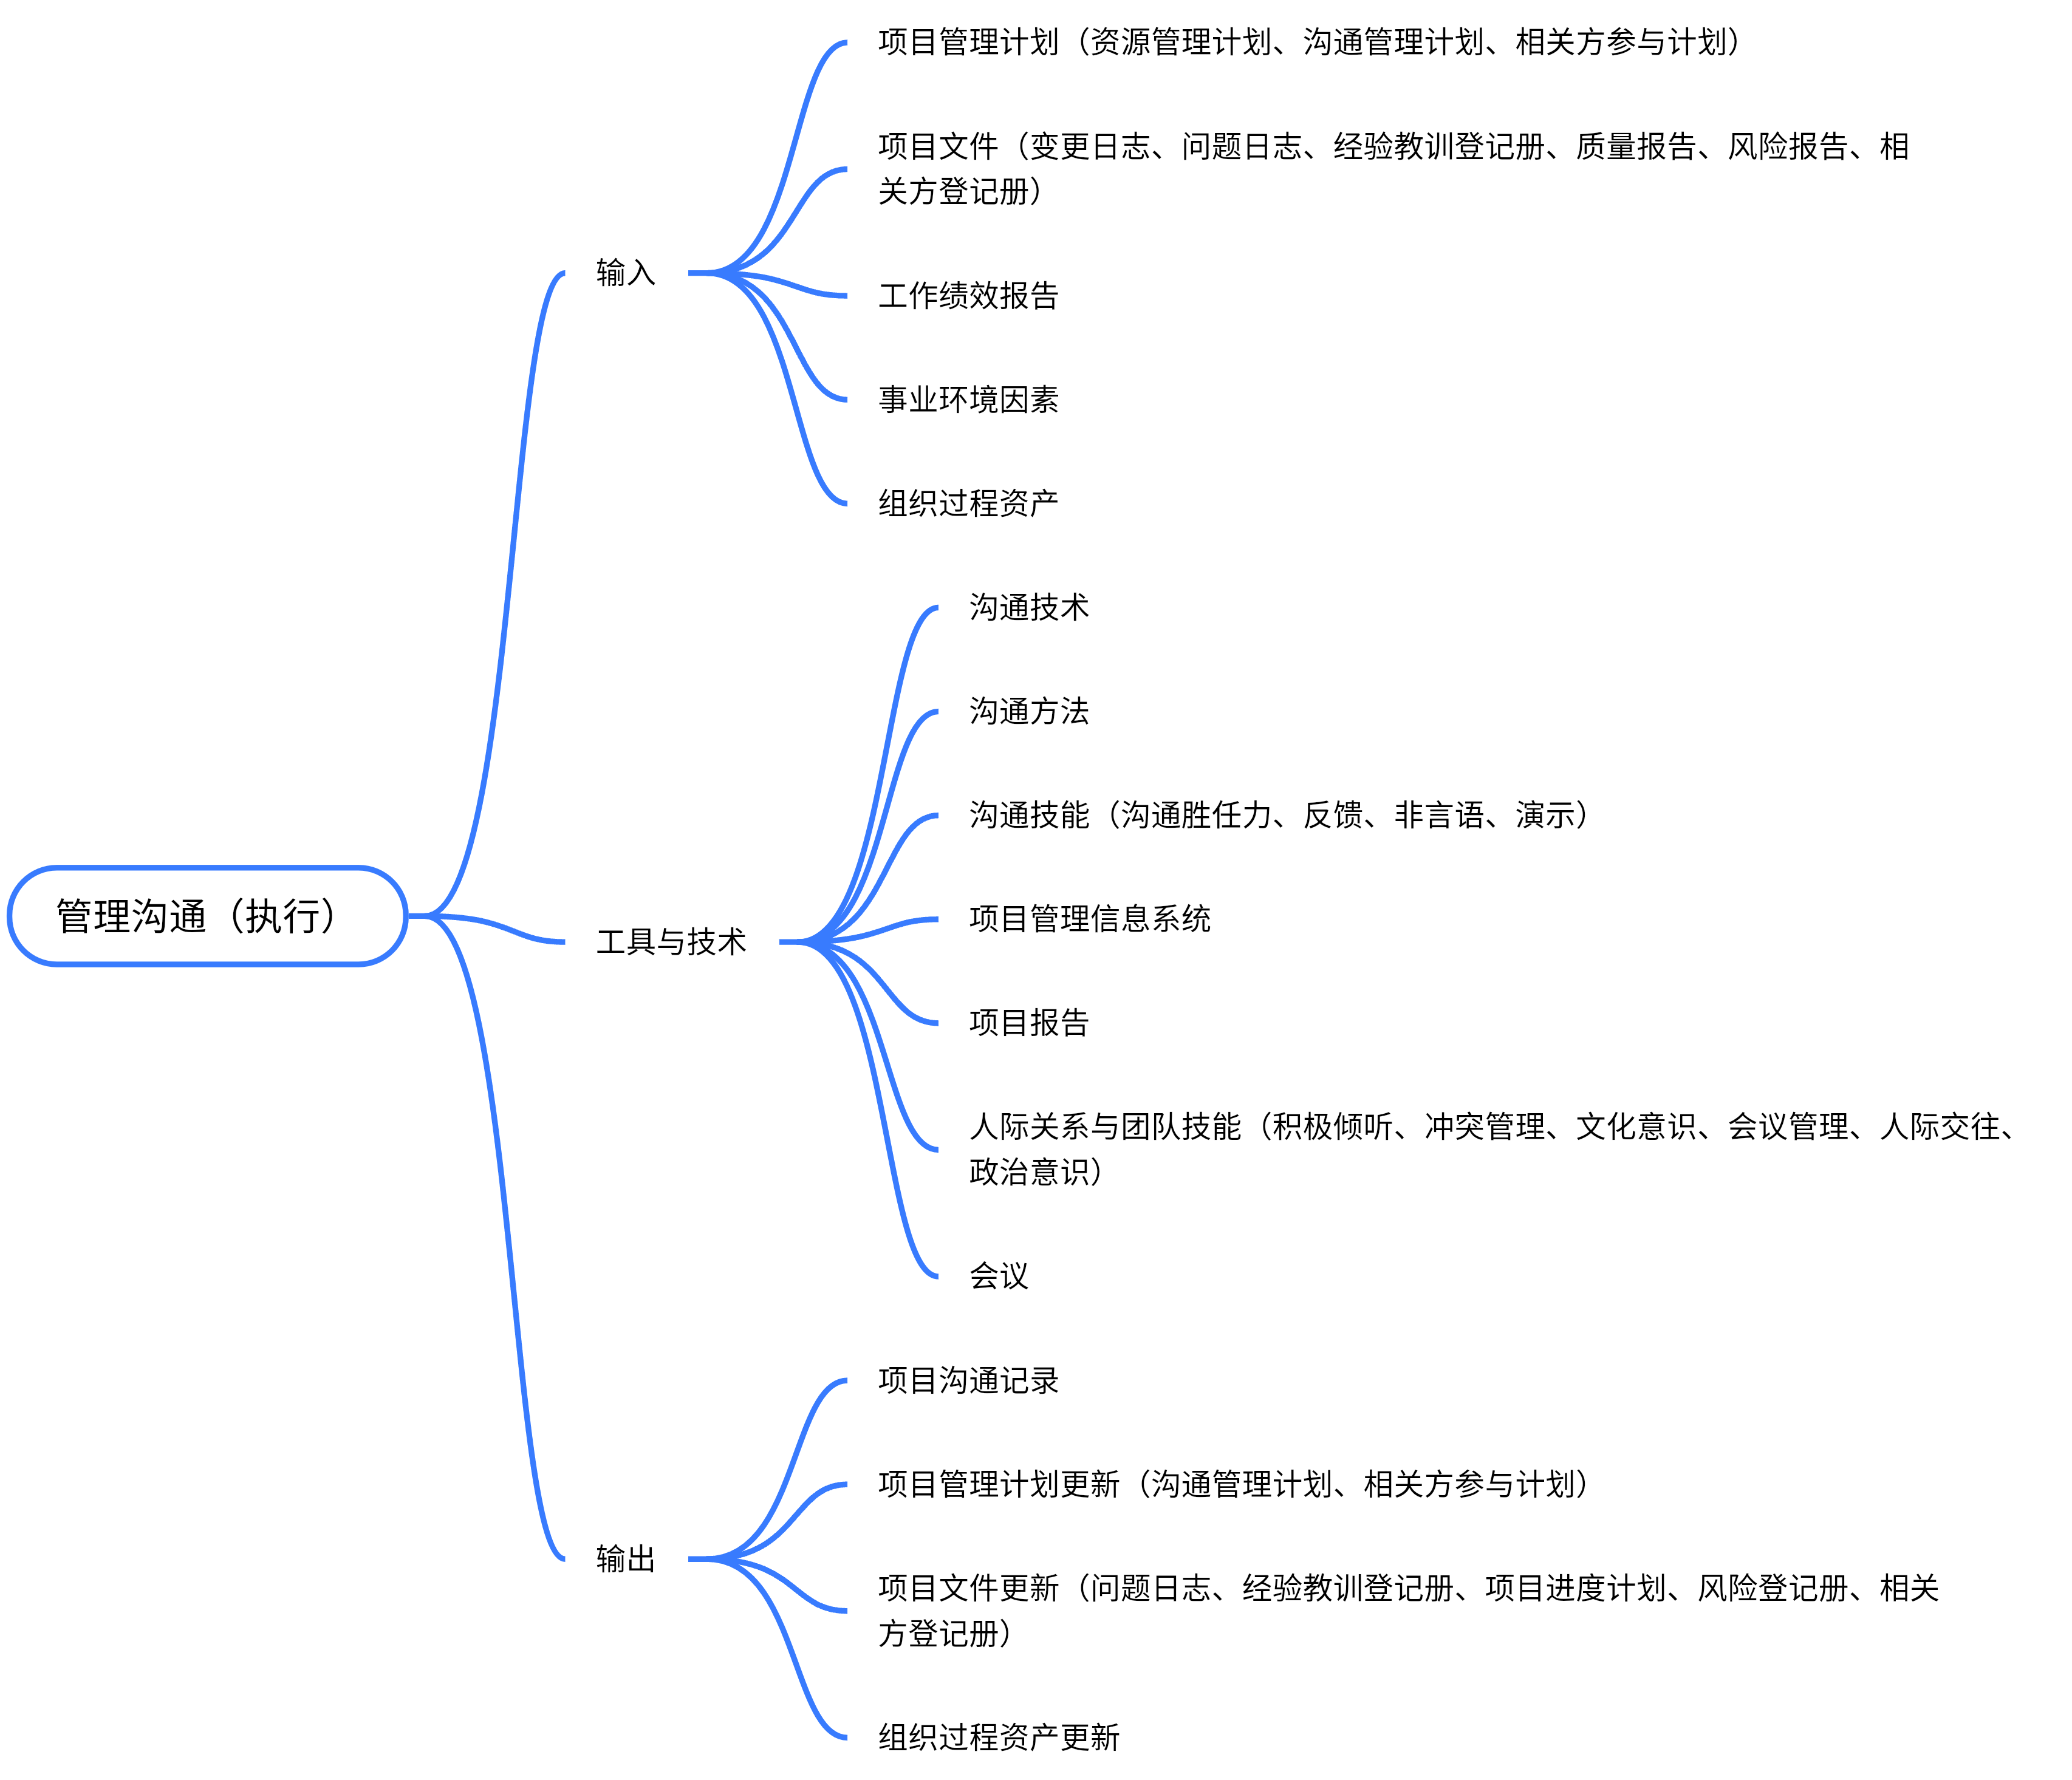 项目管理计划（资源管理计划、沟通管理计划、相关方参与计划）
项目文件（变更日志、问题日志、经验教训登记册、质量报告、风险报告、相
关方登记册）
输入
工作绩效报告
事业环境因素
组织过程资产
沟通技术
沟通方法
沟通技能（沟通胜任力、反馈、非言语、演示）
管理沟通（执行）
工具与技术
项目管理信息系统
项目报告
人际关系与团队技能（积极倾听、冲突管理、文化意识、会议管理、人际交往、
政治意识）
会议
项目沟通记录
项目管理计划更新（沟通管理计划、相关方参与计划）
输出
项目文件更新（问题日志、经验教训登记册、项目进度计划、风险登记册、相关
方登记册）
组织过程资产更新